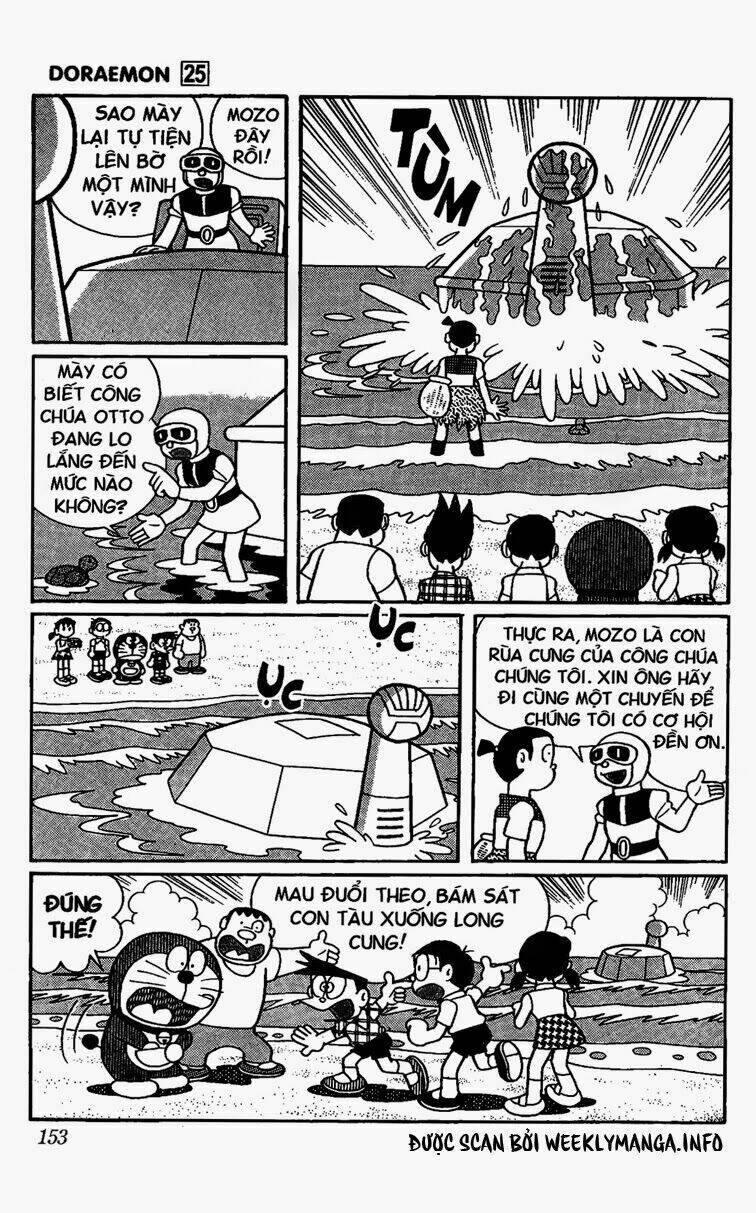 DORAEMON 25
TÙM
MOZO
ĐÂY
RỒI!
SAO MÀY
LẠI TỰ TIỆN
LÊN BỜ
MỘT MÌNH
VẬY?
MÀY CÓ
BIẾT CÔNG
CHÚA OTTO
ĐANG LO
LẮNG ĐẾN
MỨC NÀO
KHÔNG?
ỤC
ỤC
THỰC RA, MOZO LÀ CON
RÙA CƯNG CỦA CÔNG CHÚA
CHÚNG TÔI. XIN ÔNG HÃY
ĐI CÙNG MỘT CHUYẾN ĐỂ
CHÚNG TÔI CÓ CƠ HỘI
ĐỀN ƠN.
ĐÚNG
THẾ!
MAU ĐUỔI THEO, BÁM SÁT
CON TÀU XUỐNG LONG
CUNG!
153
ĐƯỢC SCAN BỞI WEEKLYMANGA.INFO